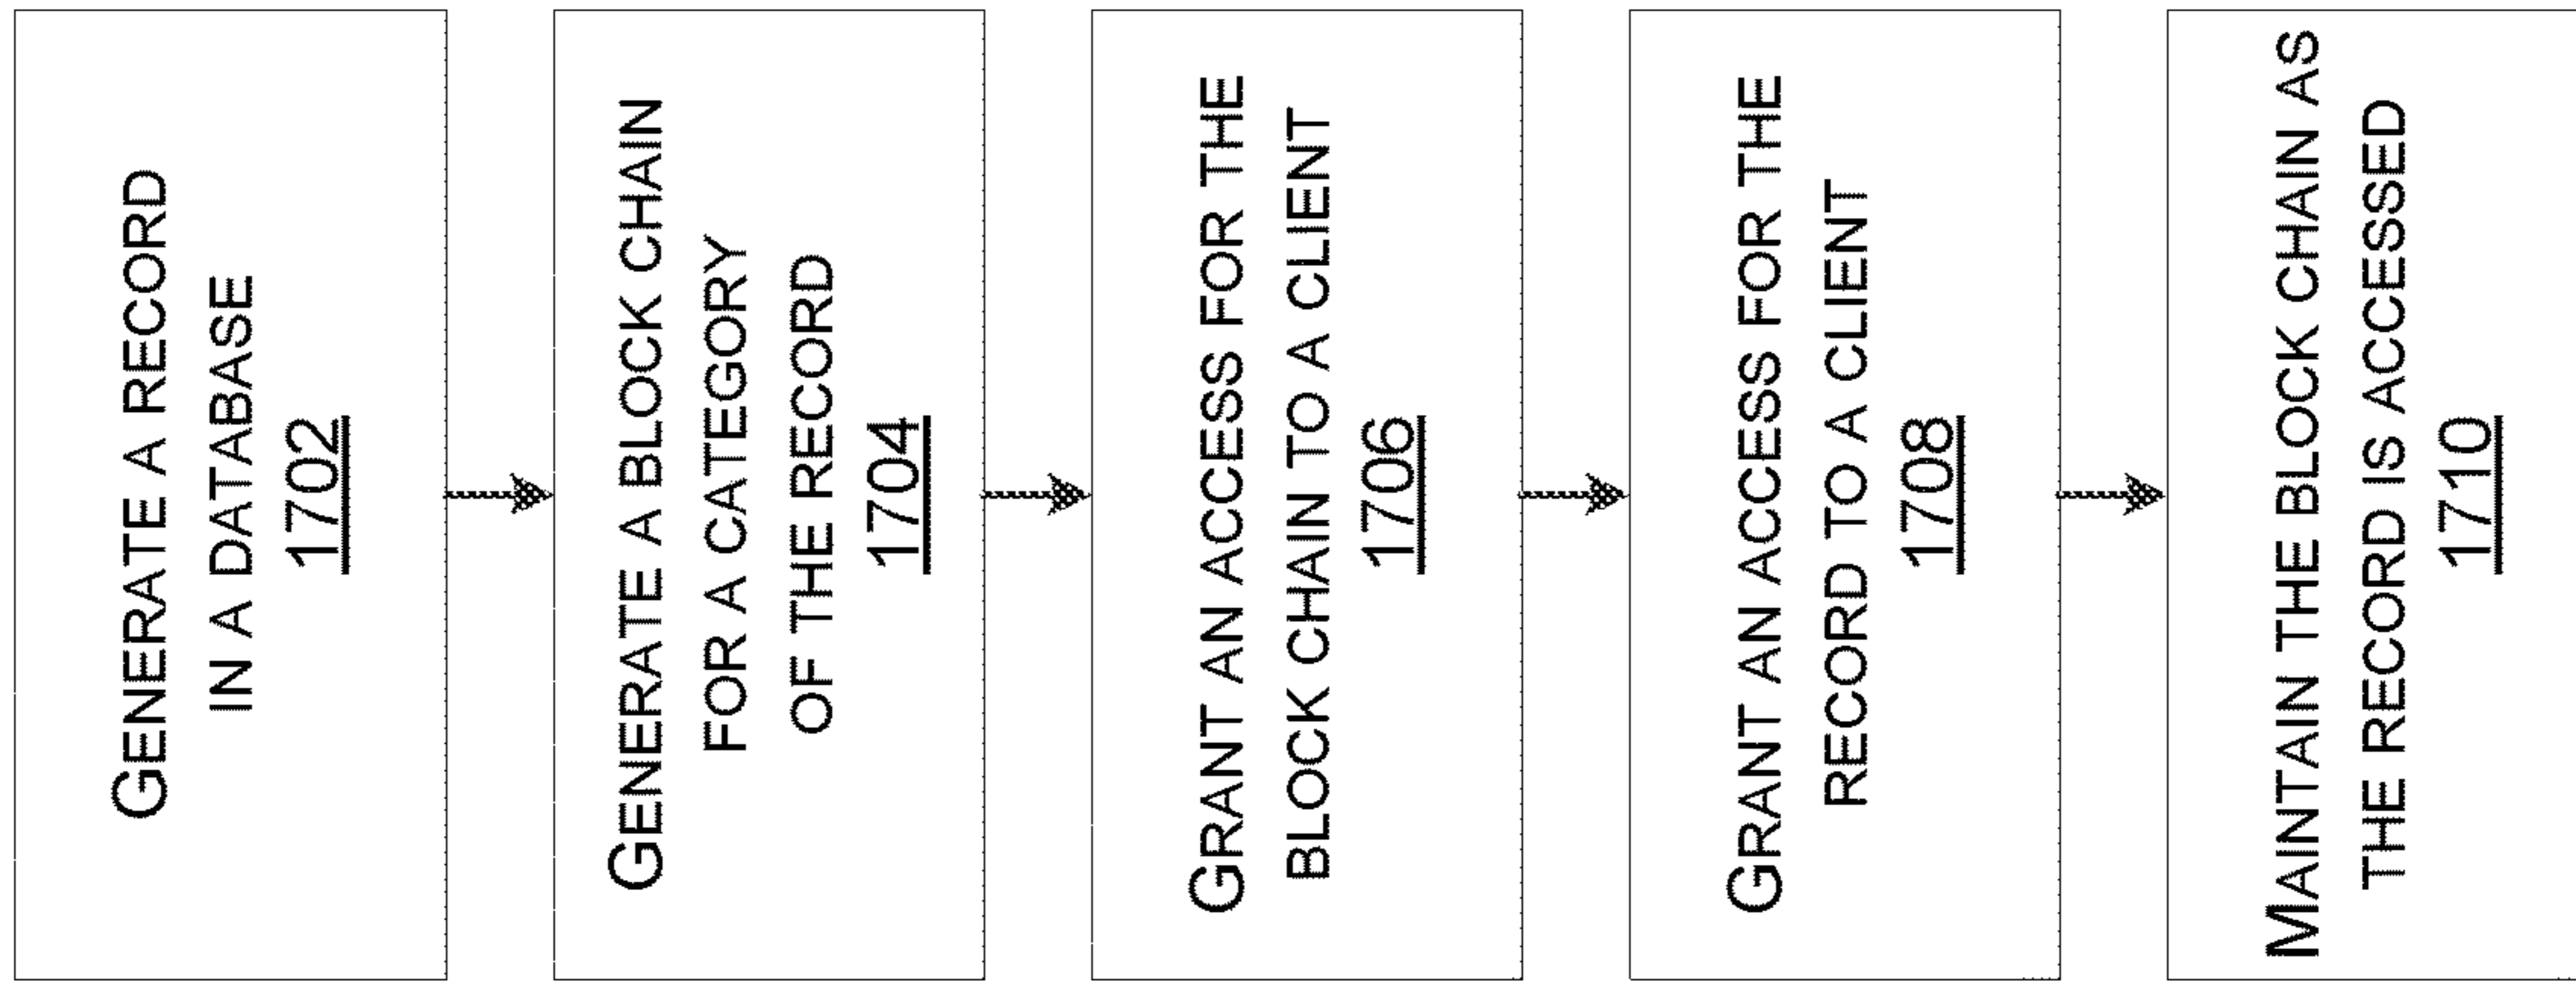 GENERATE A RECORD
IN A DATABASE
1702
GENERATE A BLOCK CHAIN
FOR A CATEGORY
OF THE RECORD
1704
GRANT AN ACCESS FOR THE
BLOCK CHAIN TO A CLIENT
1706
GRANT AN ACCESS FOR THE
RECORD TO A CLIENT
1708
MAINTAIN THE BLOCK CHAIN AS
THE RECORD IS ACCESSED
1710